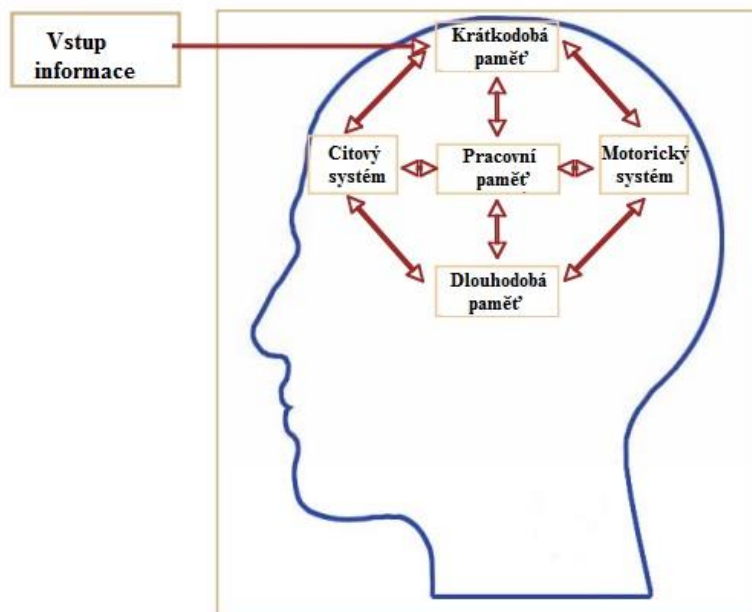 Vstup
informace
Krátkodobá
paměť
Citový
systém
Pracovní
paměť
Motorický
systém
Dlouhodobá
paměť